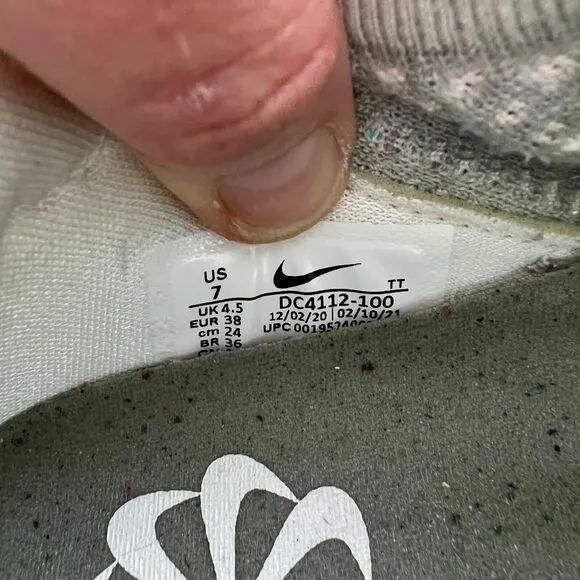 US
7
TT
UK 4.5
DC4112-100
EUR 38
12/02/20 02/10/21
cm 24
UPC
BR 36